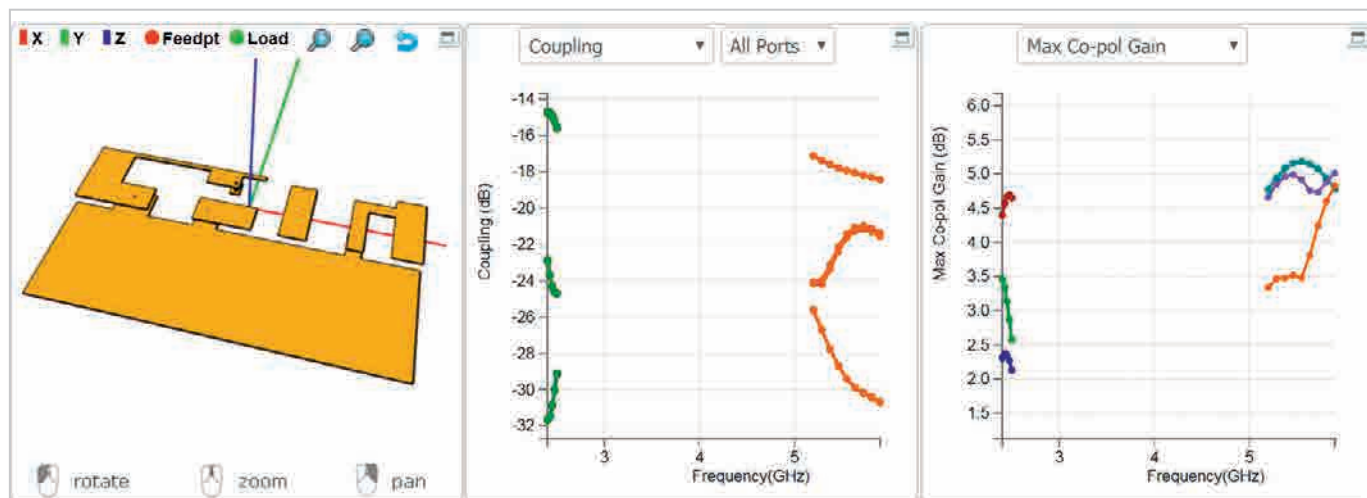 X Y Z Feedpt Load
rotate zoom pan
Coupling All Ports
-14
-16
-18
-20
-22
-24
-26
-28
-30
-32
Coupling (dB)
3 4 5
Frequency(GHz)
Max Co-pol Gain
6.0
5.5
5.0
4.5
4.0
3.5
3.0
2.5
2.0
1.5
Max Co-pol Gain (dB)
3 4 5
Frequency(GHz)